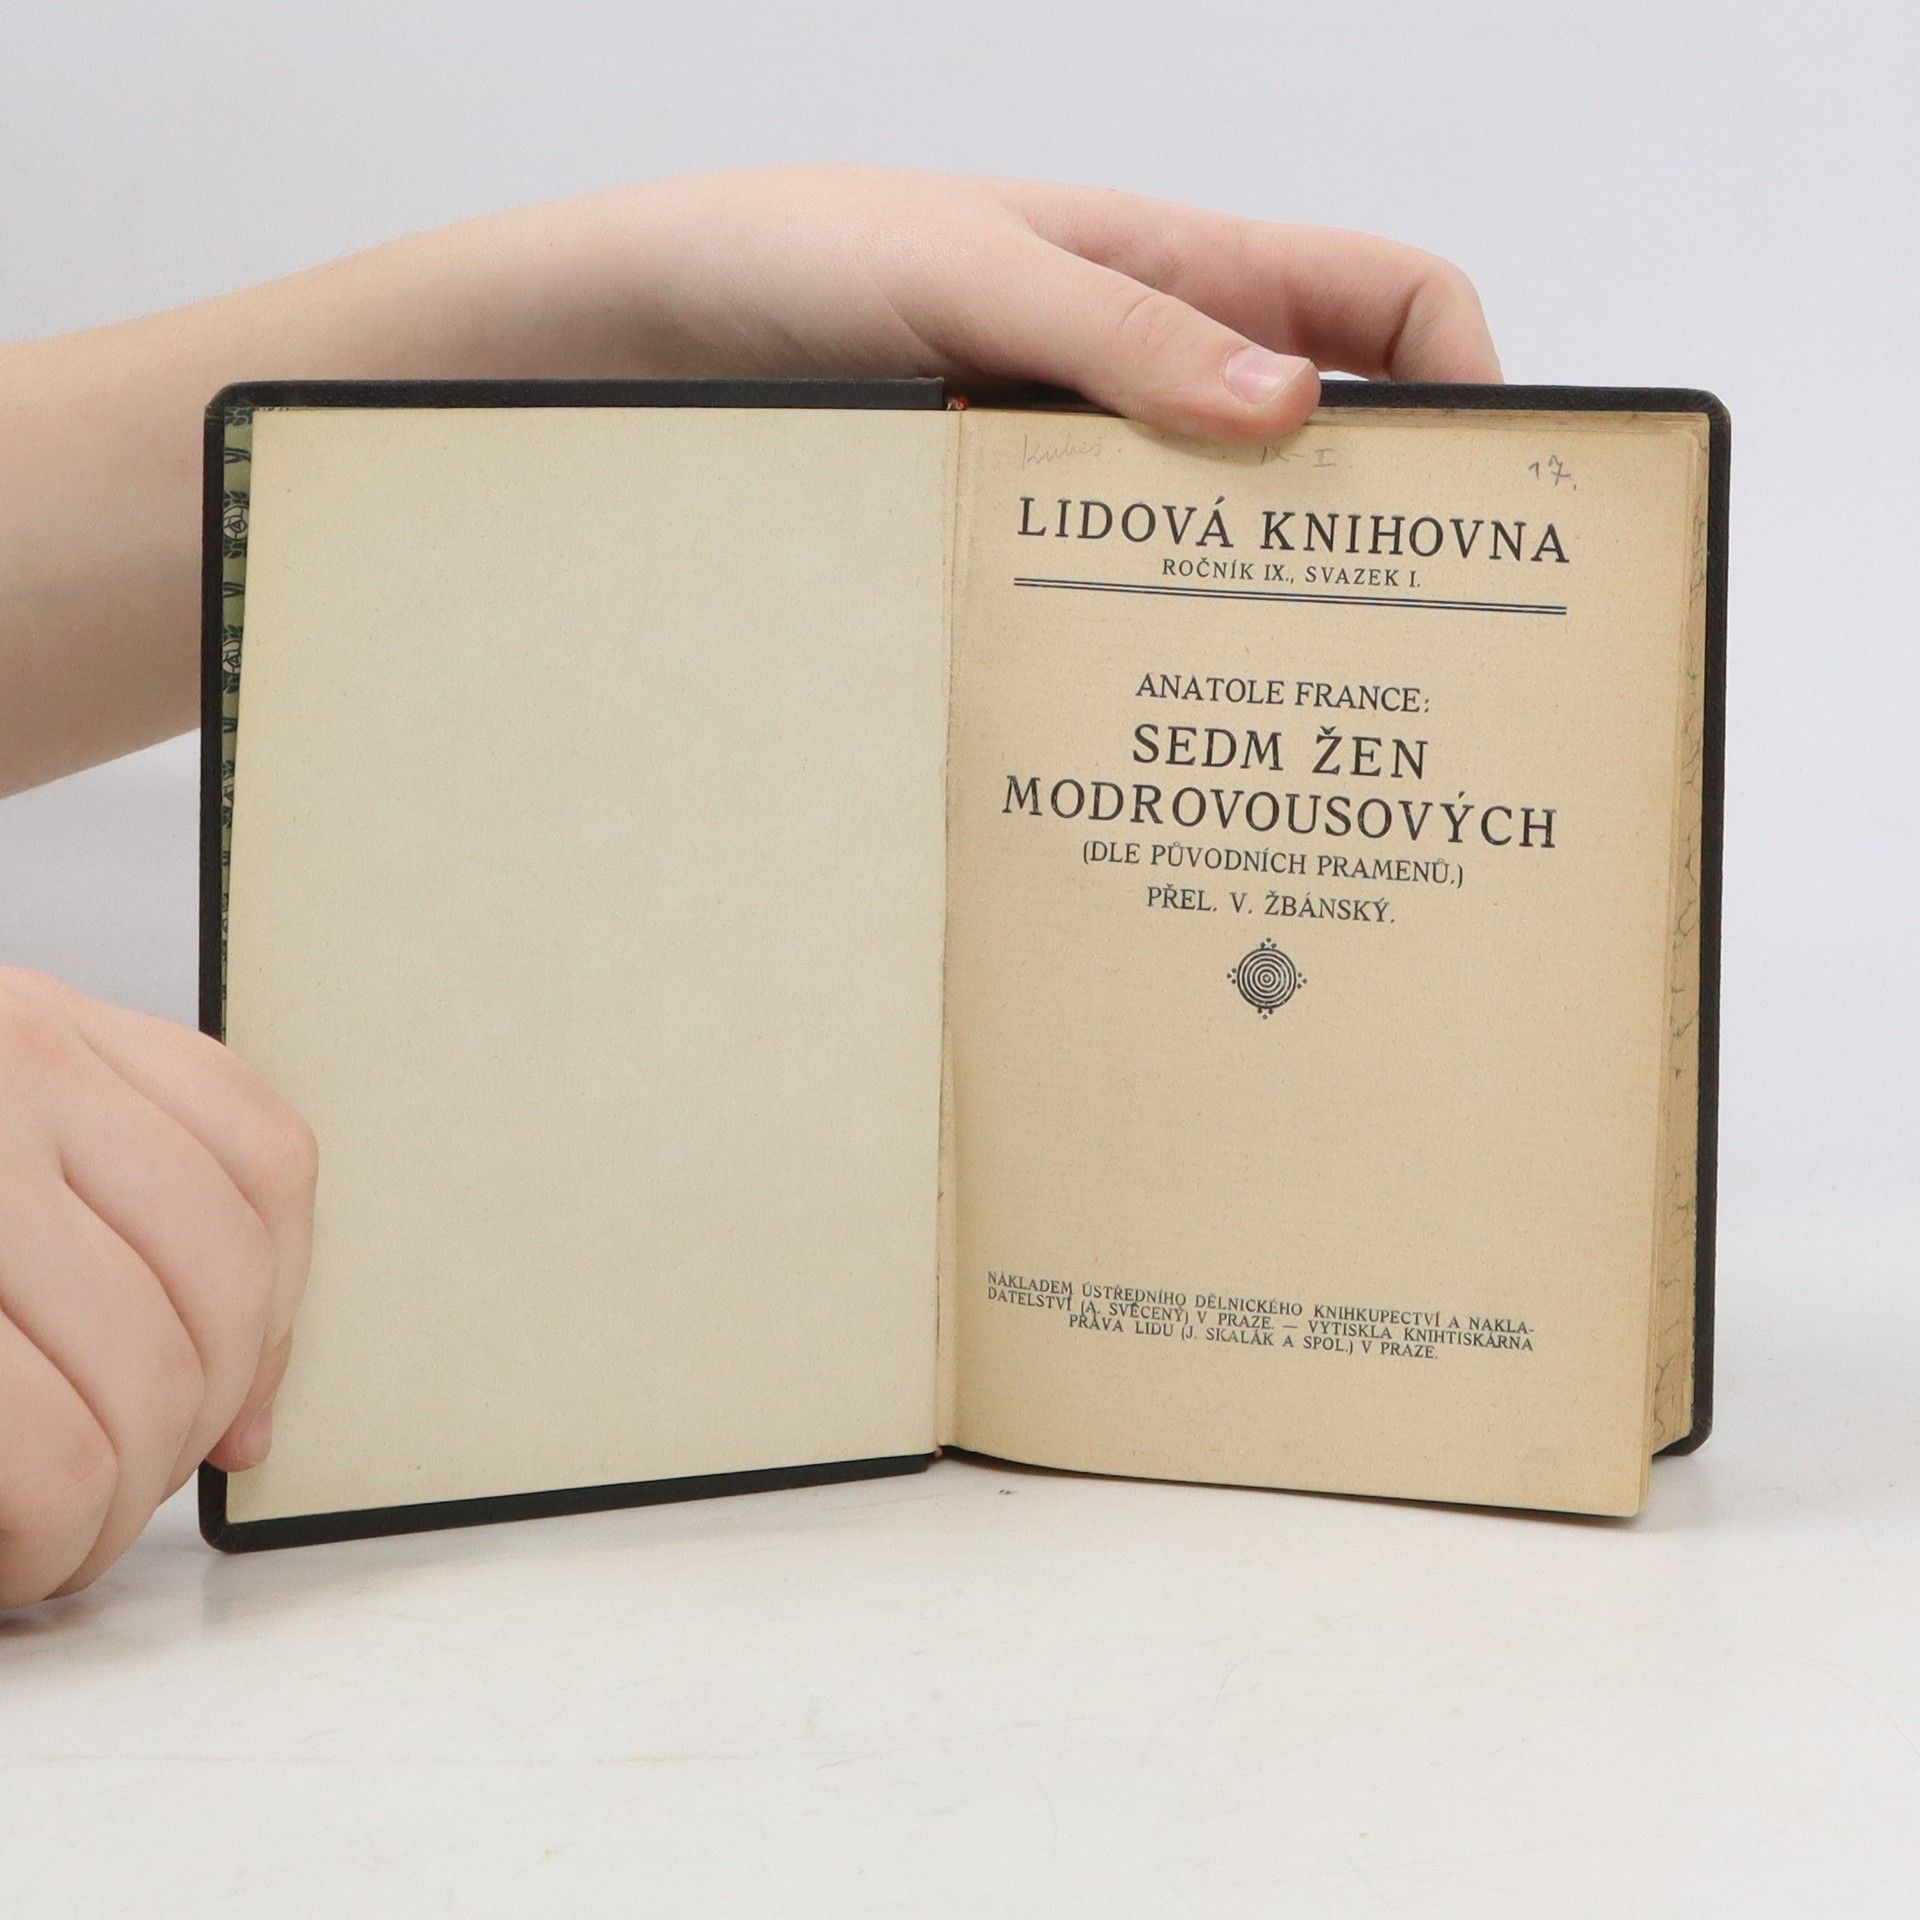 IX-I.
17.
LIDOVÁ KNIHOVNA
ROČNÍK IX., SVAZEK I.
ANATOLE FRANCE:
SEDM ŽEN
MODROVOUSOVÝCH
(DLE PŮVODNÍCH PRAMENŮ.)
PŘEL. V. ŽBÁNSKÝ.
NÁKLADEM ÚSTŘEDNÍHO DĚLNICKÉHO KNIHKUPECTVÍ A NAKLA-
DATELSTVÍ (A. SVĚCENÝ) V PRAZE. — VYTISKLA KNIHTISKÁRNA
PRÁVA LIDU (J. SKALÁK A SPOL.) V PRAZE.